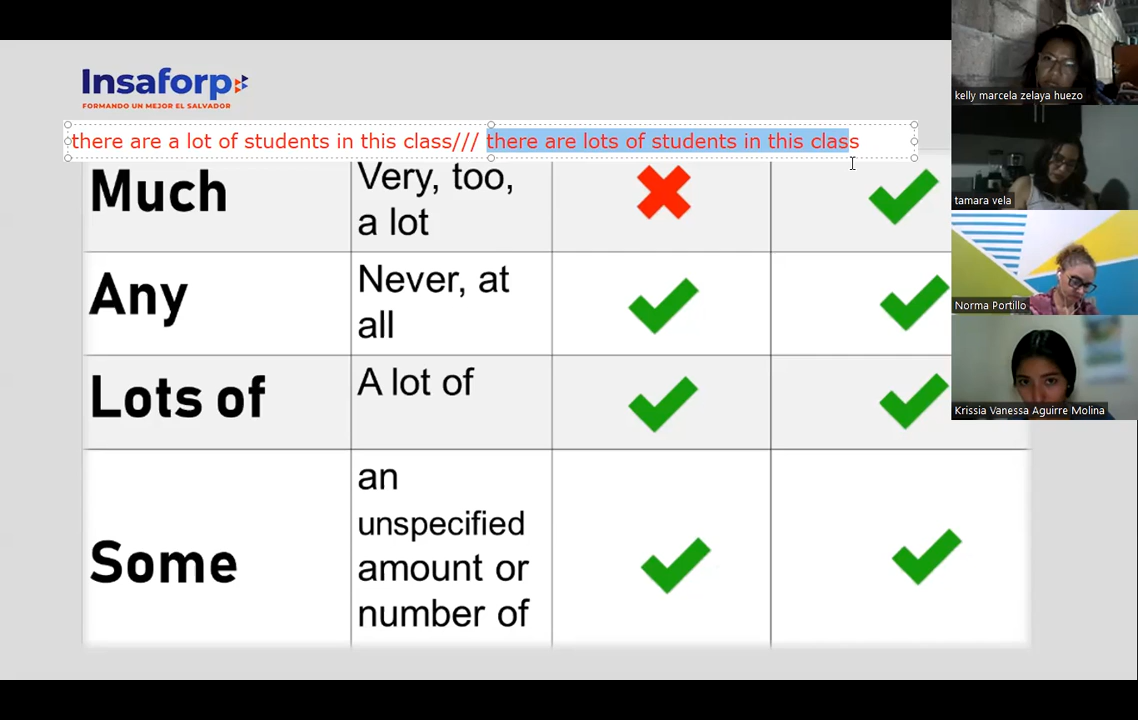 Insaforp
FORMANDO UN MEJOR EL SALVADOR
there are a lot of students in this class/// there are lots of students in this class
Much
Very, too,
a lot
Any
Never, at
all
Lots of
A lot of
Some
an
unspecified
amount or
number of
kelly marcela zelaya huezo
tamara vela
Norma Portillo
Krissia Vanessa Aguirre Molina